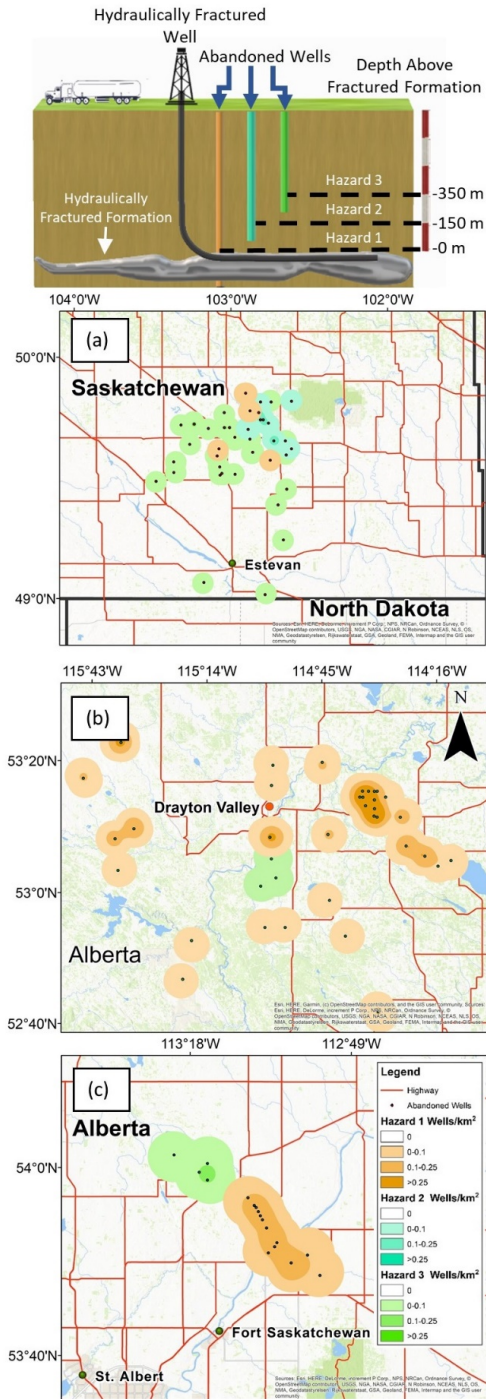 Hydraulically Fractured
Well
Abandoned Wells
Depth Above
Fractured Formation
Hydraulically
Fractured Formation
Hazard 3
-350 m
Hazard 2
-150 m
Hazard 1
-0 m
104°0'W 103°0'W 102°0'W
(a)
50°0'N
Saskatchewan
Estevan
49°0'N
North Dakota
115°43' 115°14' 114°45' 114°16'
(b)
N
53°20'
Drayton Valley
53°0'
Alberta
52°40'
113°18' 112°49'
(c)
Alberta
54°0'
Fort Saskatchewan
53°40'
St. Albert
Legend
Highway
Abandoned Wells
Hazard 1 Wells/km²
0
0-0.1
0.1-0.25
>0.25
Hazard 2 Wells/km²
0
0-0.1
0.1-0.25
>0.25
Hazard 3 Wells/km²
0
0-0.1
0.1-0.25
>0.25